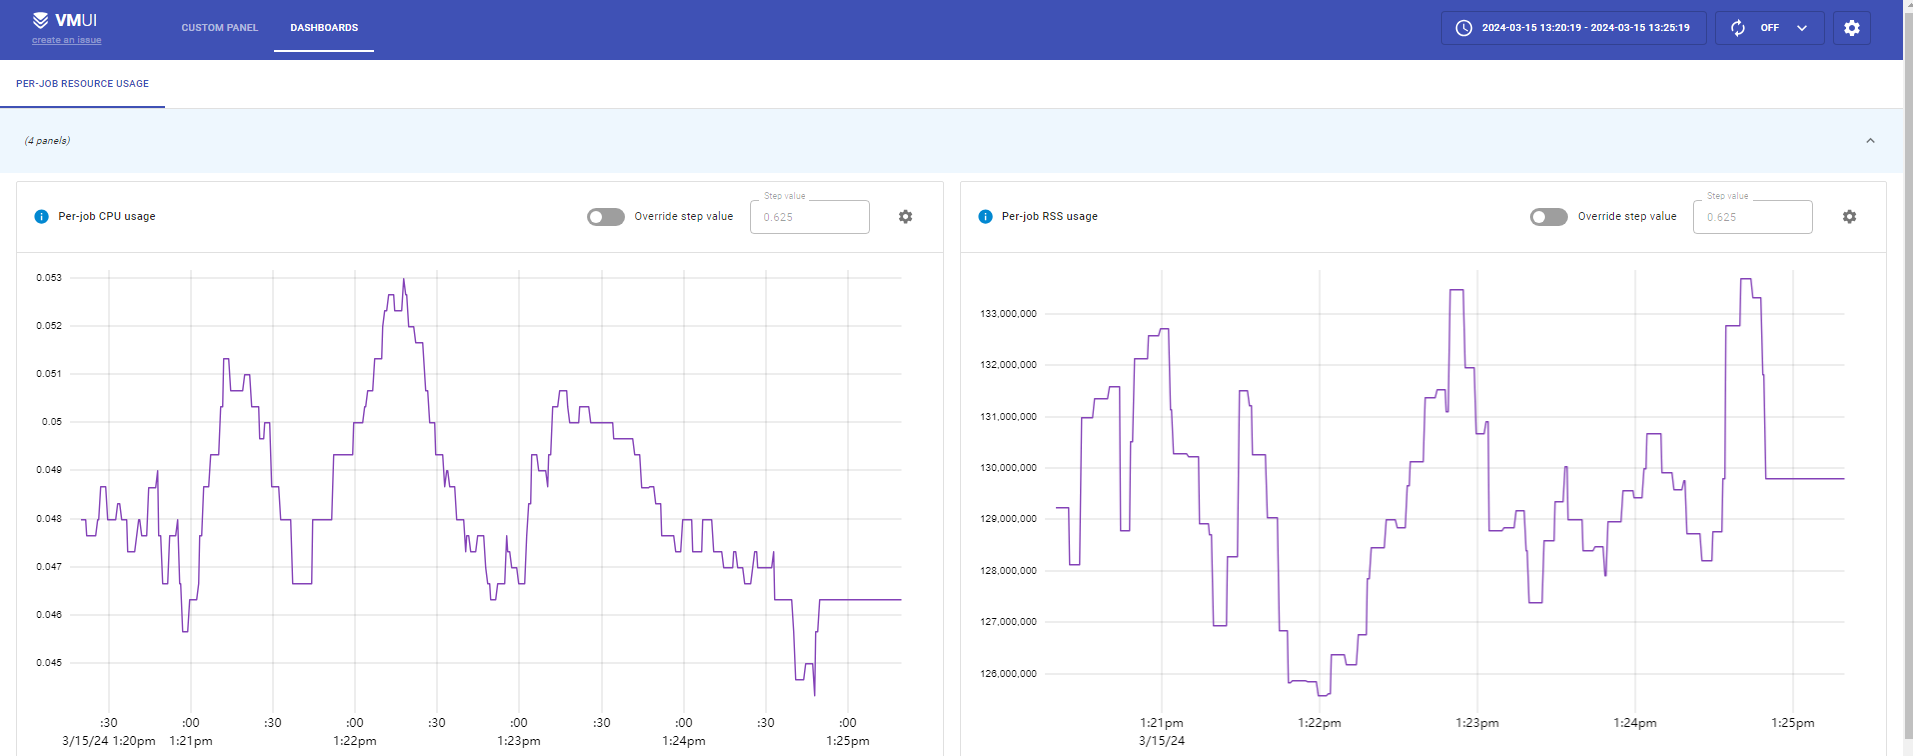 VMUI
create an issue
CUSTOM PANEL
DASHBOARDS
2024-03-15 13:20:19 - 2024-03-15 13:25:19
OFF
PER-JOB RESOURCE USAGE
(4 panels)
Per-job CPU usage
Override step value
Step value
0.625
0.053
0.052
0.051
0.05
0.049
0.048
0.047
0.046
0.045
:30 :00 :30 :00 :30 :00 :30 :00 :30 :00
3/15/24 1:20pm 1:21pm 1:22pm 1:23pm 1:24pm 1:25pm
Per-job RSS usage
Override step value
Step value
0.625
133,000,000
132,000,000
131,000,000
130,000,000
129,000,000
128,000,000
127,000,000
126,000,000
1:21pm 1:22pm 1:23pm 1:24pm 1:25pm
3/15/24